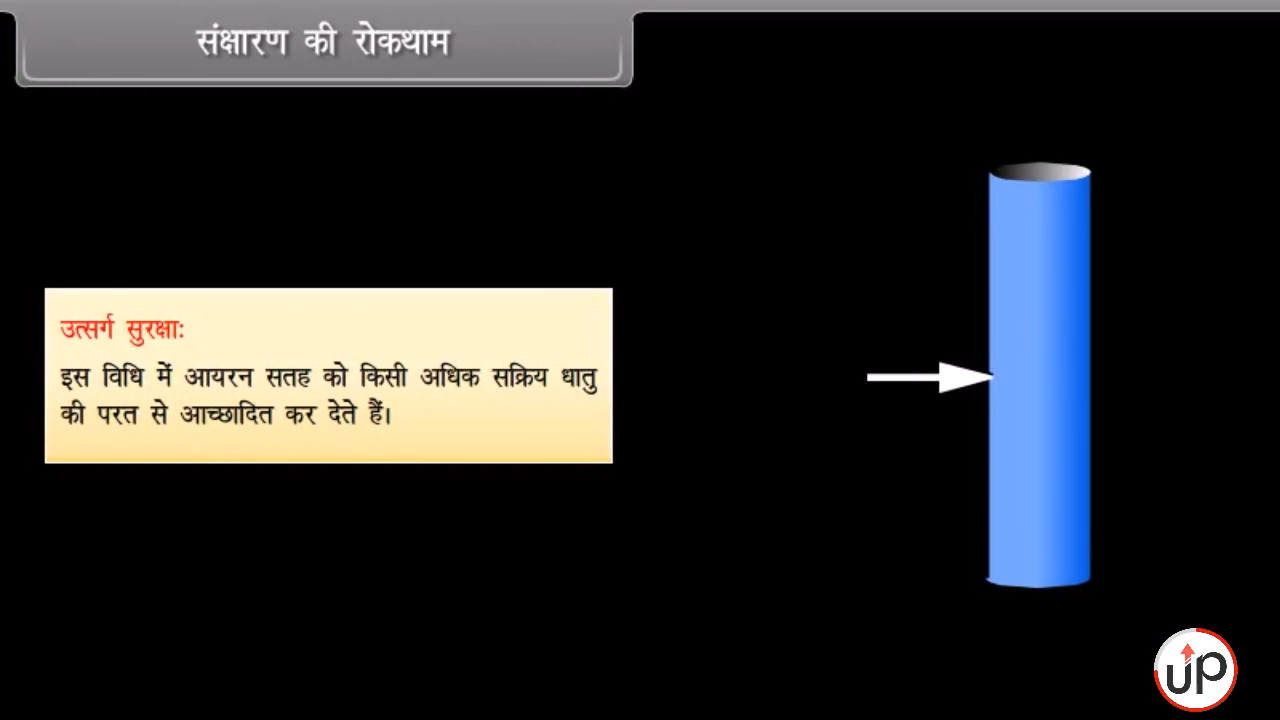 संक्षारण की रोकथाम
उत्सर्ग सुरक्षाः
इस विधि में आयरन सतह को किसी अधिक सक्रिय धातु
की परत से आच्छादित कर देते हैं।
up